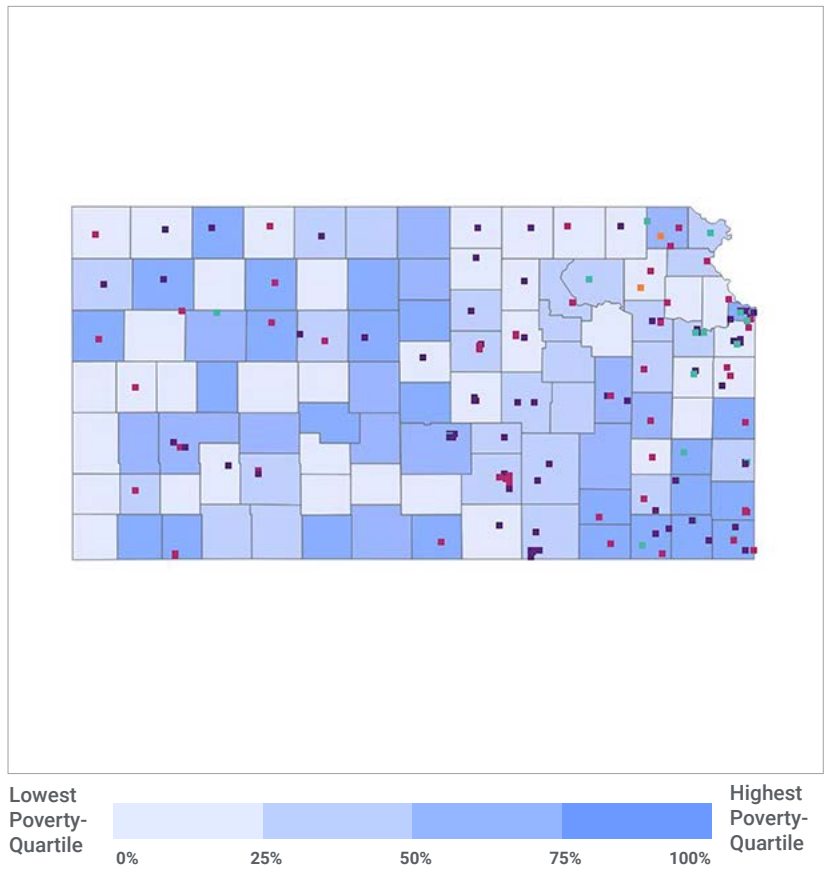 Lowest
Poverty-
Quartile
Highest
Poverty-
Quartile
0%
25%
50%
75%
100%